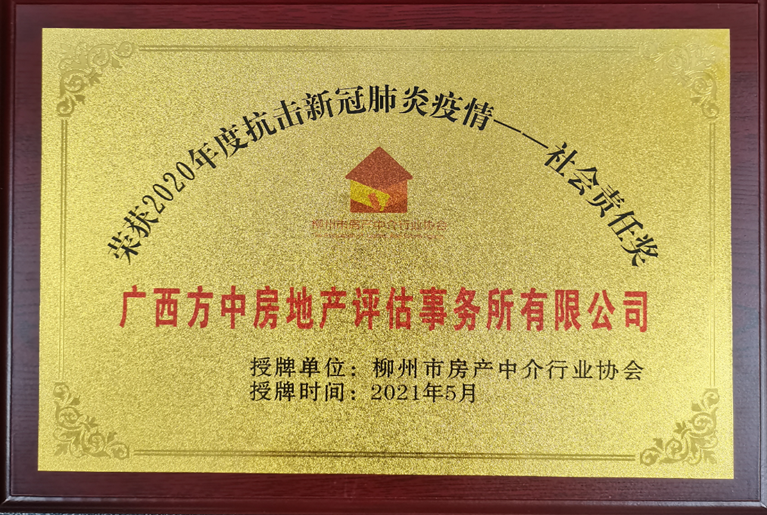 荣获2020年度抗击新冠肺炎疫情——社会责任奖
柳州市房产中介行业协会
广西方中房地产评估事务所有限公司
授牌单位：柳州市房产中介行业协会
授牌时间：2021年5月